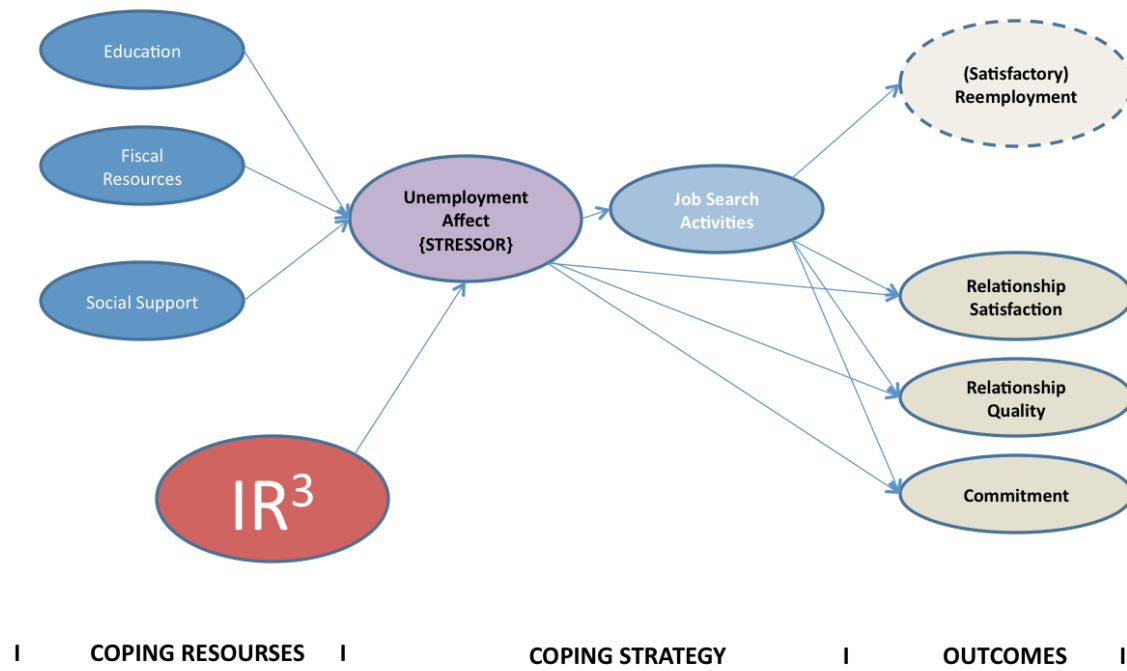 Education
Fiscal
Resources
Social Support
IR³
Unemployment
Affect
{STRESSOR}
Job Search
Activities
(Satisfactory)
Reemployment
Relationship
Satisfaction
Relationship
Quality
Commitment
I COPING RESOURSES I COPING STRATEGY I OUTCOMES I